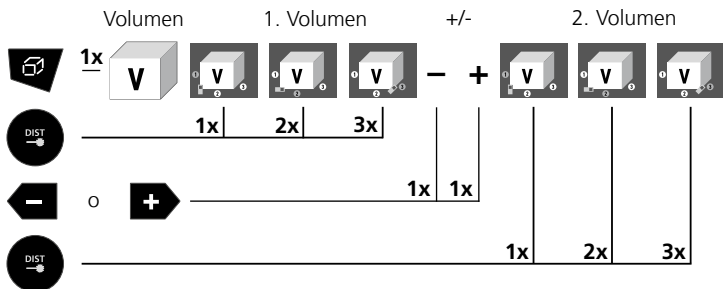 Volumen 1. Volumen +/- 2. Volumen
1x V V V V – + V V V
DIST 1x 2x 3x
– o + 1x 1x
DIST 1x 2x 3x